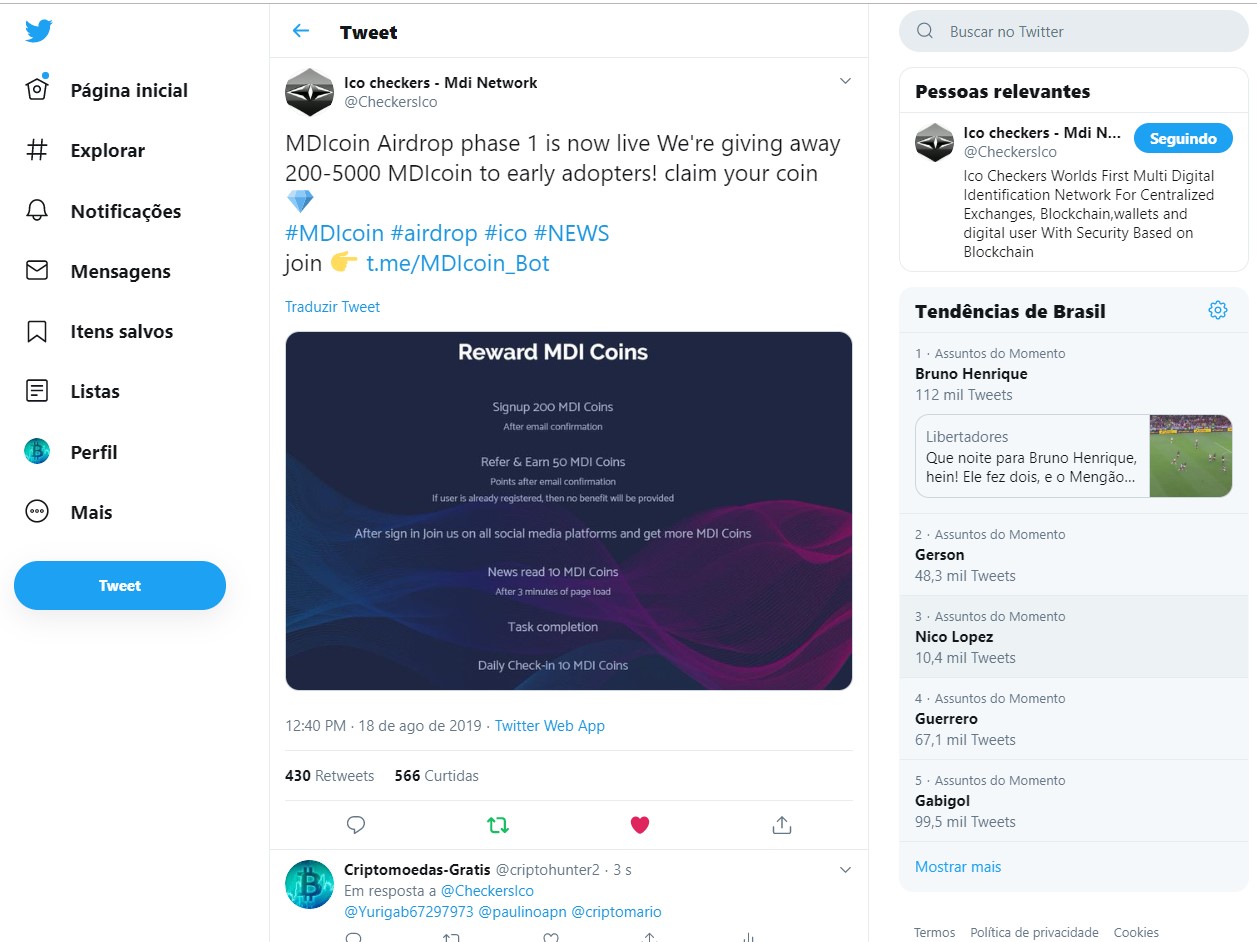 Página inicial
Explorar
Notificações
Mensagens
Itens salvos
Listas
Perfil
Mais
Tweet
Tweet
Ico checkers - Mdi Network
@CheckersIco
MDIcoin Airdrop phase 1 is now live We're giving away
200-5000 MDIcoin to early adopters! claim your coin
💎
#MDIcoin #airdrop #ico #NEWS
join 👉 t.me/MDIcoin_Bot
Traduzir Tweet
Reward MDI Coins
Signup 200 MDI Coins
After email confirmation
Refer & Earn 50 MDI Coins
Points after email confirmation
If user is already registered, then no benefit will be provided
After sign in Join us on all social media platforms and get more MDI Coins
News read 10 MDI Coins
After 3 minutes of page load
Task completion
Daily Check-in 10 MDI Coins
12:40 PM · 18 de ago de 2019 · Twitter Web App
430 Retweets 566 Curtidas
Criptomoedas-Gratis @criptohunter2 · 3 s
Em resposta a @CheckersIco
@Yurigab67297973 @paulinoapn @criptomario
Buscar no Twitter
Pessoas relevantes
Ico checkers - Mdi N...
Seguindo
@CheckersIco
Ico Checkers Worlds First Multi Digital
Identification Network For Centralized
Exchanges, Blockchain,wallets and
digital user With Security Based on
Blockchain
Tendências de Brasil
1 · Assuntos do Momento
Bruno Henrique
112 mil Tweets
Libertadores
Que noite para Bruno Henrique,
hein! Ele fez dois, e o Mengão...
2 · Assuntos do Momento
Gerson
48,3 mil Tweets
3 · Assuntos do Momento
Nico Lopez
10,4 mil Tweets
4 · Assuntos do Momento
Guerrero
67,1 mil Tweets
5 · Assuntos do Momento
Gabigol
99,5 mil Tweets
Mostrar mais
Termos Política de privacidade Cookies